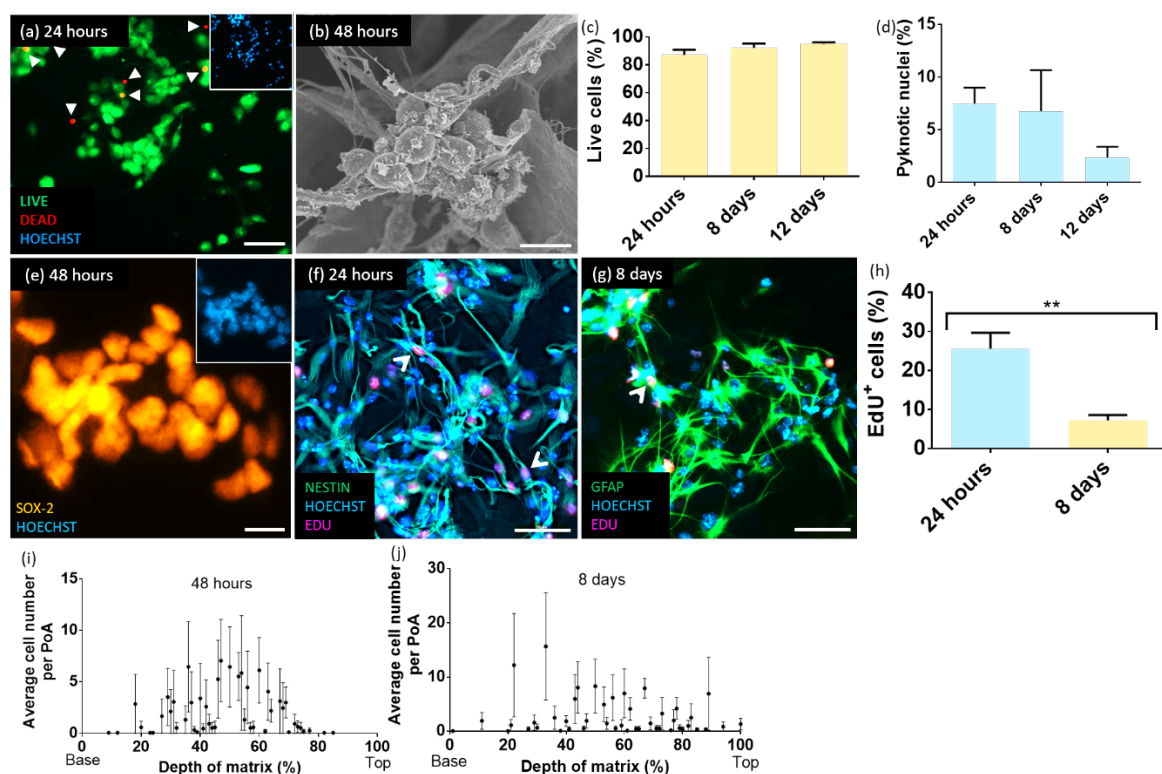 (a) 24 hours
LIVE
DEAD
HOECHST
(b) 48 hours
(c)
Live cells (%)
100
80
60
40
20
0
24 hours
8 days
12 days
(d)
Pyknotic nuclei (%)
15
10
5
0
24 hours
8 days
12 days
(e) 48 hours
SOX-2
HOECHST
(f) 24 hours
NESTIN
HOECHST
EDU
(g) 8 days
GFAP
HOECHST
EDU
(h)
EdU+ cells (%)
40
30
20
10
0
**
24 hours
8 days
(i)
48 hours
Average cell number
per PoA
15
10
5
0
0 20 40 60 80 100
Base Depth of matrix (%) Top
(j)
8 days
Average cell number
per PoA
30
20
10
0
0 20 40 60 80 100
Base Depth of matrix (%) Top